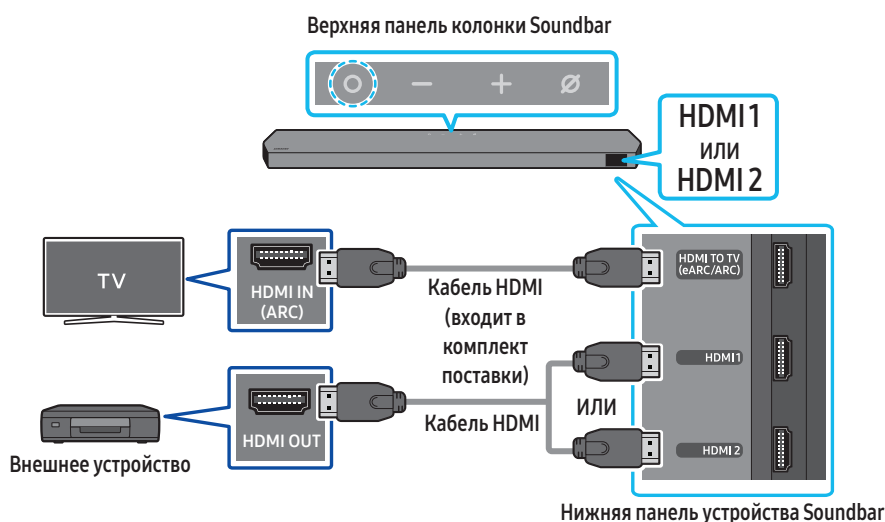 Верхняя панель колонки Soundbar
HDMI 1
ИЛИ
HDMI 2
TV
HDMI IN
(ARC)
Кабель HDMI
(входит в
комплект
поставки)
HDMI TO TV
(eARC/ARC)
HDMI 1
HDMI OUT
Кабель HDMI
ИЛИ
HDMI 2
Внешнее устройство
Нижняя панель устройства Soundbar